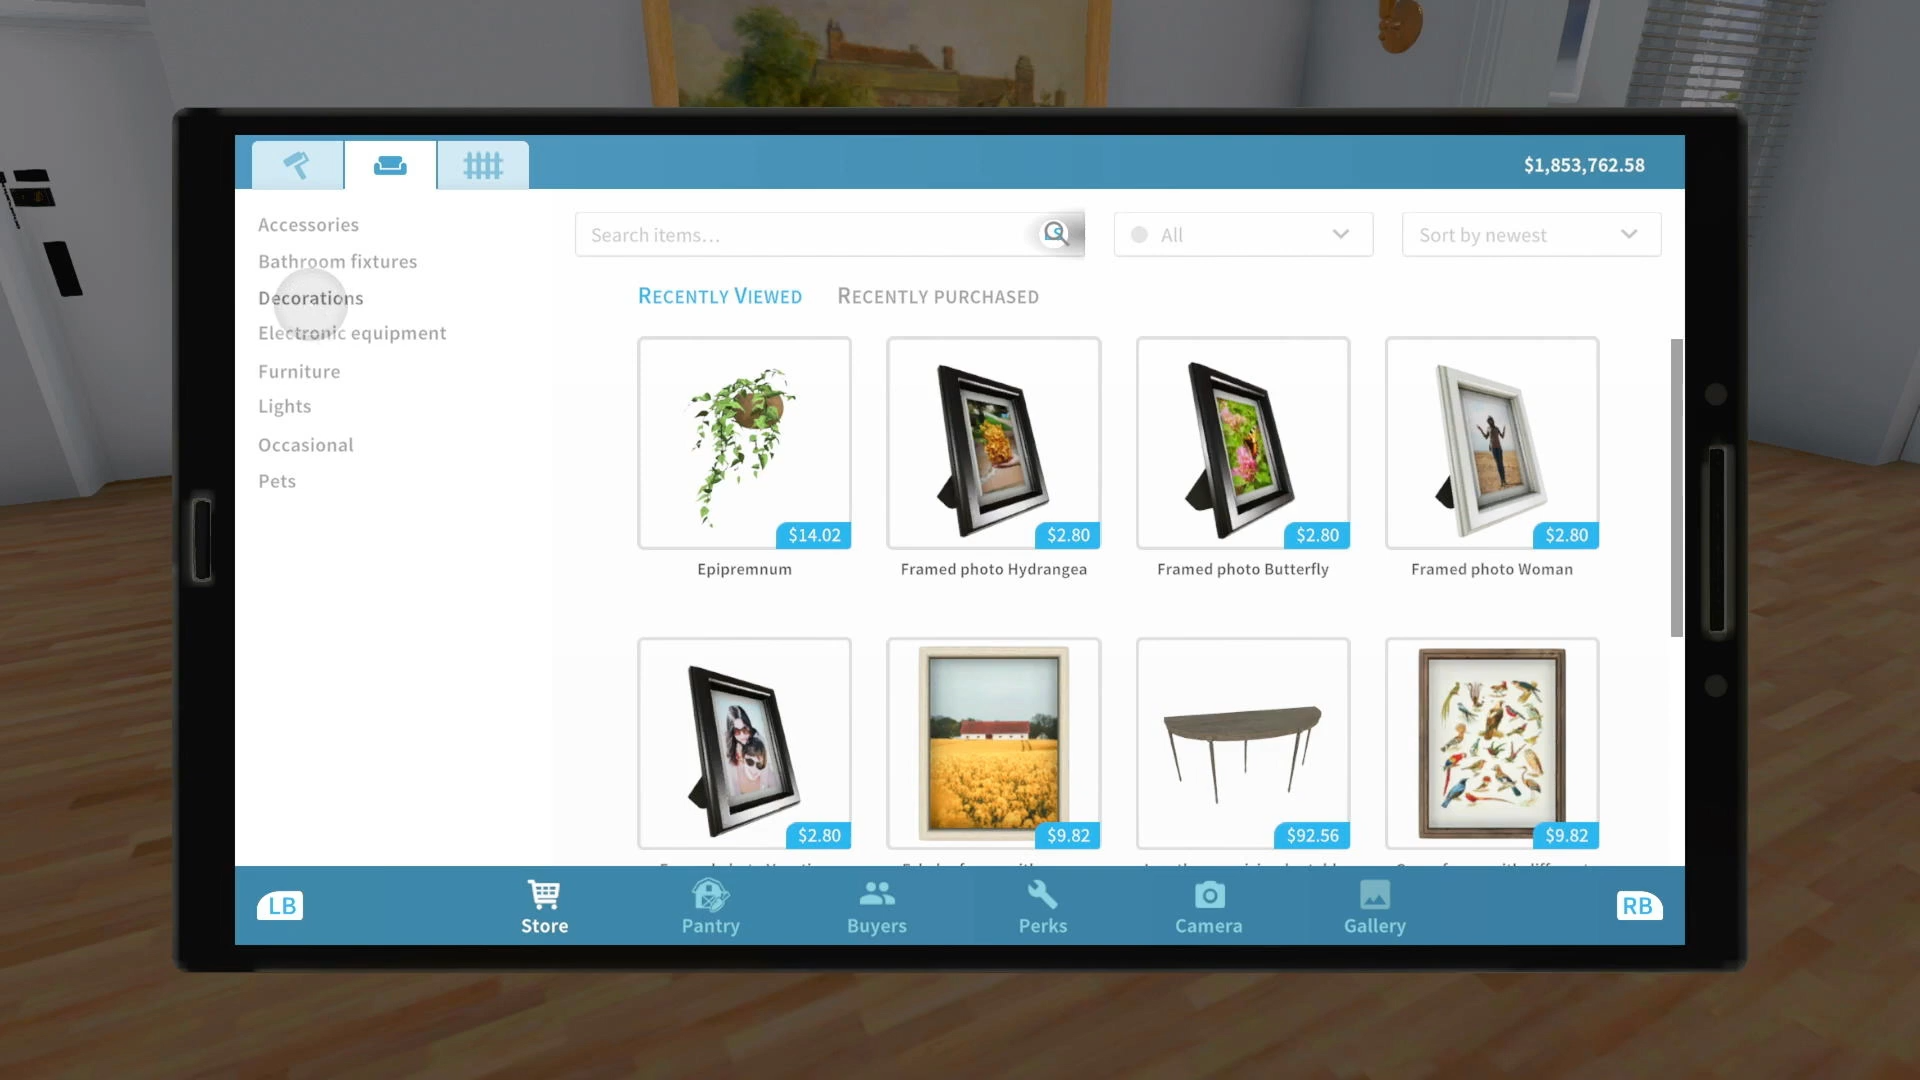 $1,853,762.58
Accessories
Bathroom fixtures
Decorations
Electronic equipment
Furniture
Lights
Occasional
Pets
Search items...
All
Sort by newest
RECENTLY VIEWED
RECENTLY PURCHASED
$14.02
$2.80
$2.80
$2.80
Epipremnum
Framed photo Hydrangea
Framed photo Butterfly
Framed photo Woman
$2.80
$9.82
$92.56
$9.82
LB
Store
Pantry
Buyers
Perks
Camera
Gallery
RB